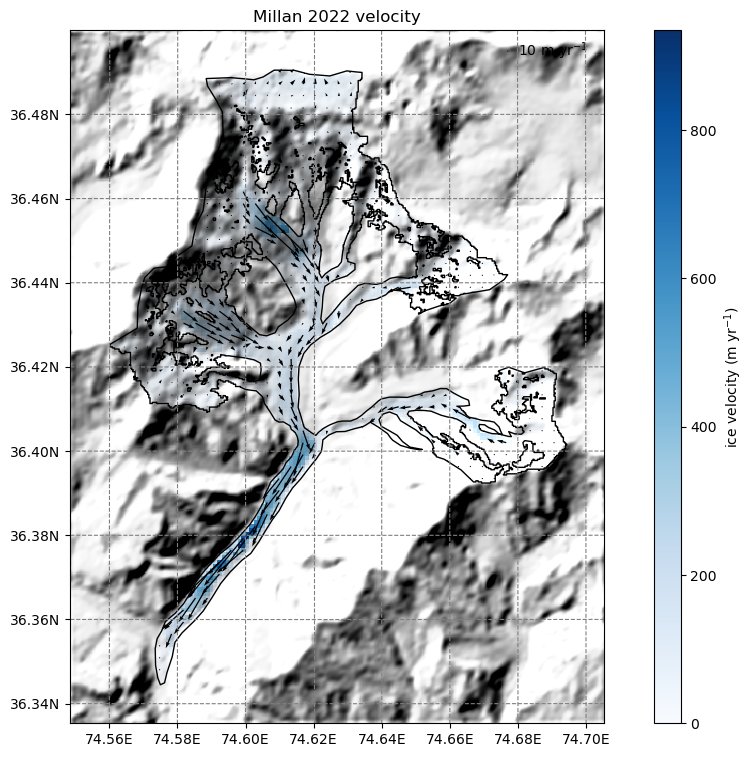 Millan 2022 velocity
10 m yr⁻¹
36.48N
36.46N
36.44N
36.42N
36.40N
36.38N
36.36N
36.34N
74.56E 74.58E 74.60E 74.62E 74.64E 74.66E 74.68E 74.70E
800
600
400
200
0
ice velocity (m yr⁻¹)